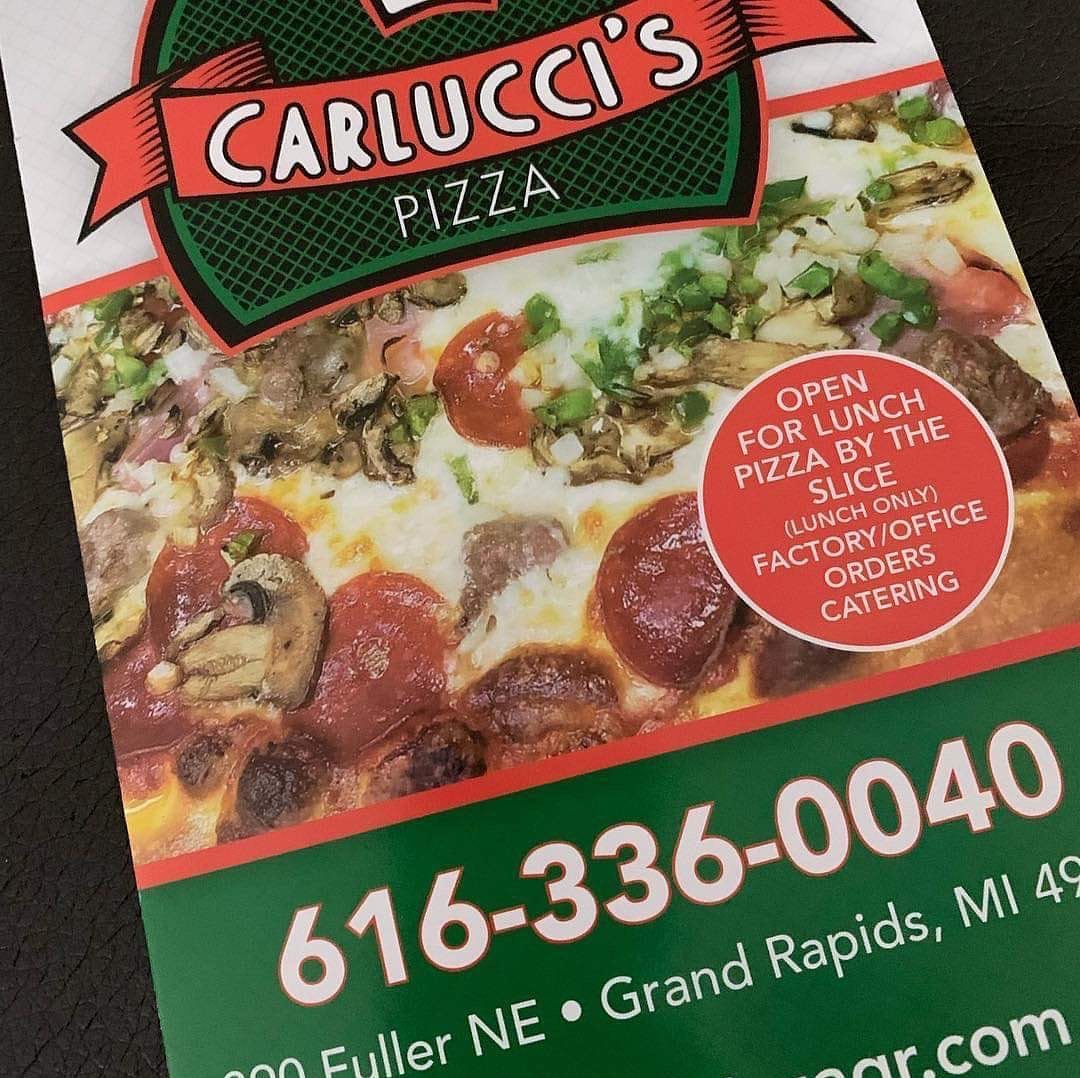 CARLUCCI'S
PIZZA
OPEN
FOR LUNCH
PIZZA BY THE
SLICE
(LUNCH ONLY)
FACTORY/OFFICE
ORDERS
CATERING
616-336-0040
Fuller NE • Grand Rapids, MI